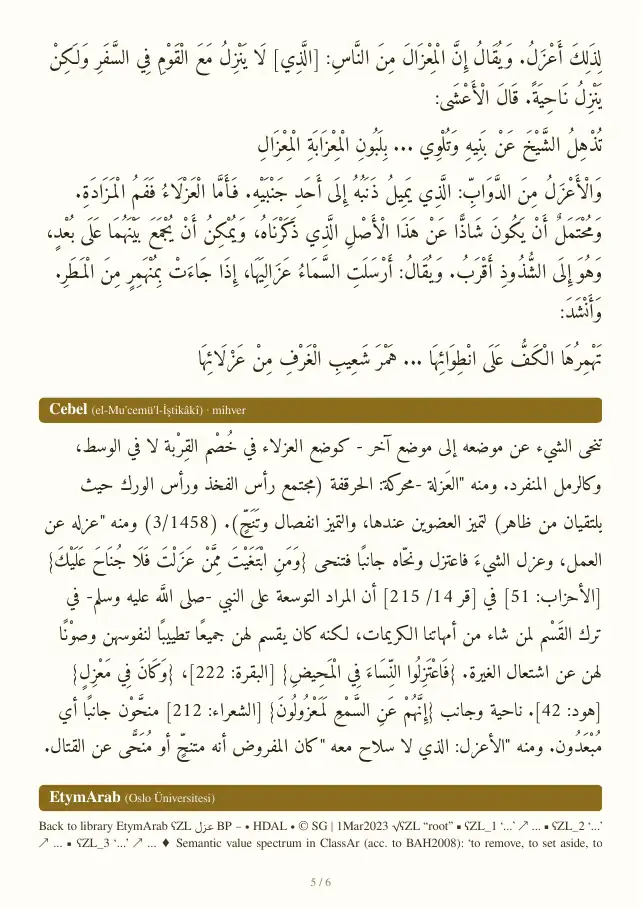 لِذَلِكَ أَعْزَلُ. وَيُقَالُ إِنَّ الْمِعْزَالَ مِنَ النَّاسِ: [الَّذِي] لَا يَنْزِلُ مَعَ الْقَوْمِ فِي السَّفَرِ وَلَكِنْ
يَنْزِلُ نَاحِيَةً. قَالَ الْأَعْشَى:
تُذْهِلُ الشَّيْخَ عَنْ بَنِيهِ وَتُلْوِي ... بِلَبُونِ الْمِعْزَابَةِ الْمِعْزَالِ
وَالْأَعْزَلُ مِنَ الدَّوَابِّ: الَّذِي يَمِيلُ ذَنَبُهُ إِلَى أَحَدِ جَنْبَيْهِ. فَأَمَّا الْعَزْلَاءُ فَفَمُ الْمَزَادَةِ.
وَمُحْتَمَلٌ أَنْ يَكُونَ شَاذًّا عَنْ هَذَا الْأَصْلِ الَّذِي ذَكَرْنَاهُ، وَيُمْكِنُ أَنْ يُجْمَعَ بَيْنَهُمَا عَلَى بُعْدٍ،
وَهُوَ إِلَى الشُّذُوذِ أَقْرَبُ. وَيُقَالُ: أَرْسَلَتِ السَّمَاءُ عَزَالِيَهَا، إِذَا جَاءَتْ بِمُنْهَمِرٍ مِنَ الْمَطَرِ.
وَأَنْشَدَ:
تَهْمِرُهَا الْكَفُّ عَلَى انْطِوَائِهَا ... هَمْرَ شَعِيبِ الْغَرْفِ مِنْ عَزْلَائِهَا
Cebel (el-Mu'cemü'l-İştikâkî) · mihver
تنحى الشيء عن موضعه إلى موضع آخر - كوضع العزلاء في خُصْم القِرْبة لا في الوسط،
وكالرمل المنفرد. ومنه "العَزلة -محركة: الحرقفة (مجتمع رأس الفخذ ورأس الورك حيث
يلتقيان من ظاهر) لتميز العضوين عندها، والتميز انفصال وتَنَحٍّ). (3/1458) ومنه "عزله عن
العمل، وعزل الشيءَ فاعتزل ونحّاه جانبًا فتنحى {وَمَنِ ابْتَغَيْتَ مِمَّنْ عَزَلْتَ فَلَا جُنَاحَ عَلَيْكَ}
[الأحزاب: 51] في [قر 14/ 215] أن المراد التوسعة على النبي -صلى الله عليه وسلم- في
ترك القَسْم لمن شاء من أمهاتنا الكريمات، لكنه كان يقسم لهن جميعًا تطييبًا لنفوسهن وصوْنًا
لهن عن اشتعال الغيرة. {فَاعْتَزِلُوا النِّسَاءَ فِي الْمَحِيضِ} [البقرة: 222]، {وَكَانَ فِي مَعْزِلٍ}
[هود: 42]. ناحية وجانب {إِنَّهُمْ عَنِ السَّمْعِ لَمَعْزُولُونَ} [الشعراء: 212] منحَّوْن جانبًا أي
مُبْعَدُون. ومنه "الأعزل: الذي لا سلاح معه "كان المفروض أنه متنحٍّ أو مُنَحًّى عن القتال.
EtymArab (Oslo Üniversitesi)
Back to library EtymArab ʕZL عزل BP – • HDAL • © SG | 1Mar2023 √ʕZL “root” ▪ ʕZL_1 ‘...’ ↗ ... ▪ ʕZL_2 ‘...’
↗ ... ▪ ʕZL_3 ‘...’ ↗ ... ♦ Semantic value spectrum in ClassAr (acc. to BAH2008): ‘to remove, to set aside, to
5 / 6